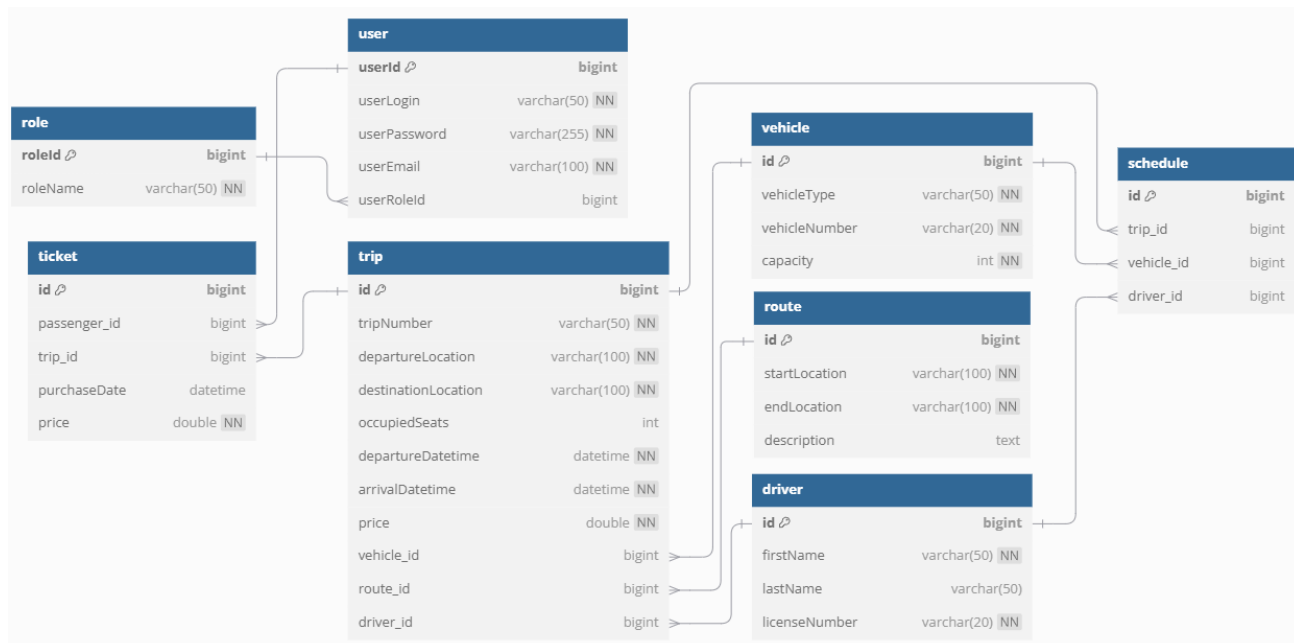 user
userId bigint
userLogin varchar(50) NN
userPassword varchar(255) NN
userEmail varchar(100) NN
userRoleId bigint
role
roleId bigint
roleName varchar(50) NN
ticket
id bigint
passenger_id bigint
trip_id bigint
purchaseDate datetime
price double NN
trip
id bigint
tripNumber varchar(50) NN
departureLocation varchar(100) NN
destinationLocation varchar(100) NN
occupiedSeats int
departureDatetime datetime NN
arrivalDatetime datetime NN
price double NN
vehicle_id bigint
route_id bigint
driver_id bigint
vehicle
id bigint
vehicleType varchar(50) NN
vehicleNumber varchar(20) NN
capacity int NN
route
id bigint
startLocation varchar(100) NN
endLocation varchar(100) NN
description text
driver
id bigint
firstName varchar(50) NN
lastName varchar(50)
licenseNumber varchar(20) NN
schedule
id bigint
trip_id bigint
vehicle_id bigint
driver_id bigint